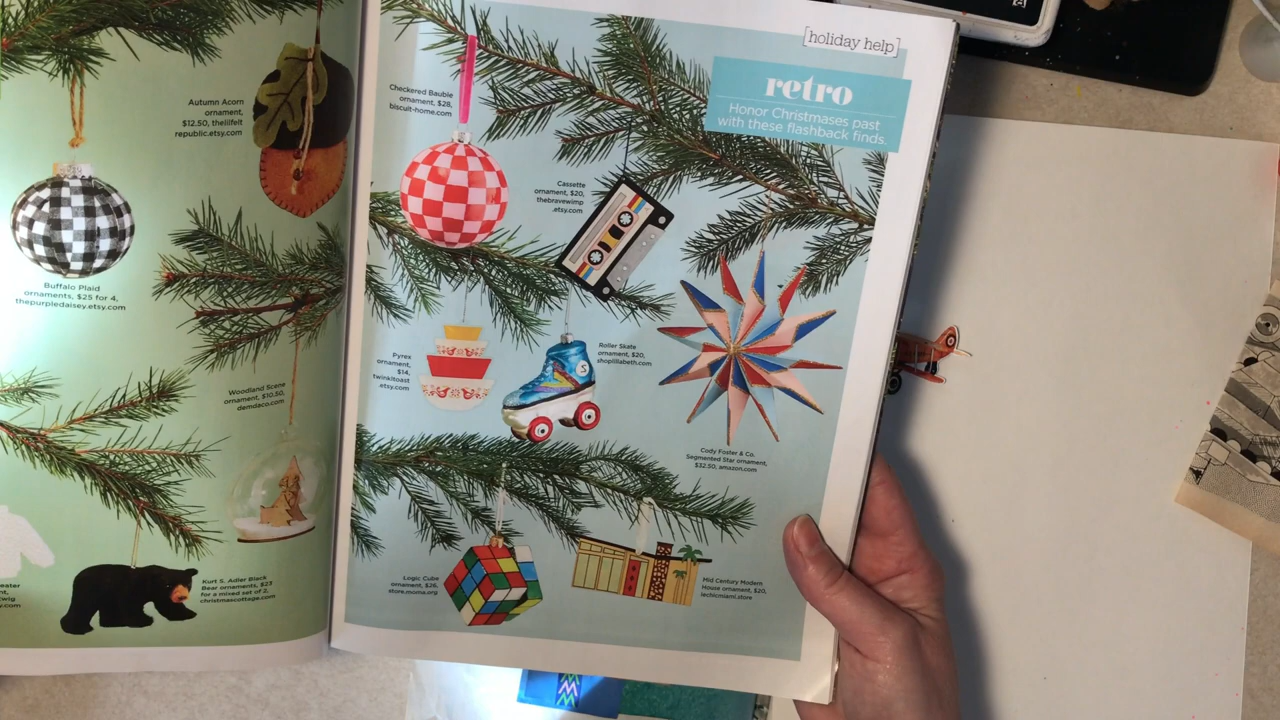 Autumn Acorn
ornament,
$12.50, thelilfelt
republic.etsy.com
Buffalo Plaid
ornaments, $25 for 4,
thepurpledaisey.etsy.com
Woodland Scene
ornament, $10.50,
demdaco.com
Kurt S. Adler Black
Bear ornaments, $23
for a mixed set of 2,
christmascottage.com
[holiday help]
retro
Honor Christmases past
with these flashback finds.
Checkered Bauble
ornament, $28,
biscuit-home.com
Cassette
ornament, $20,
thebravewimp
.etsy.com
Pyrex
ornament,
$14,
twinkltoast
.etsy.com
Roller Skate
ornament, $20,
shoplillabeth.com
Cody Foster & Co.
Segmented Star ornament,
$32.50, amazon.com
Logic Cube
ornament, $26,
store.moma.org
Mid Century Modern
House ornament, $20,
lechicmiami.store